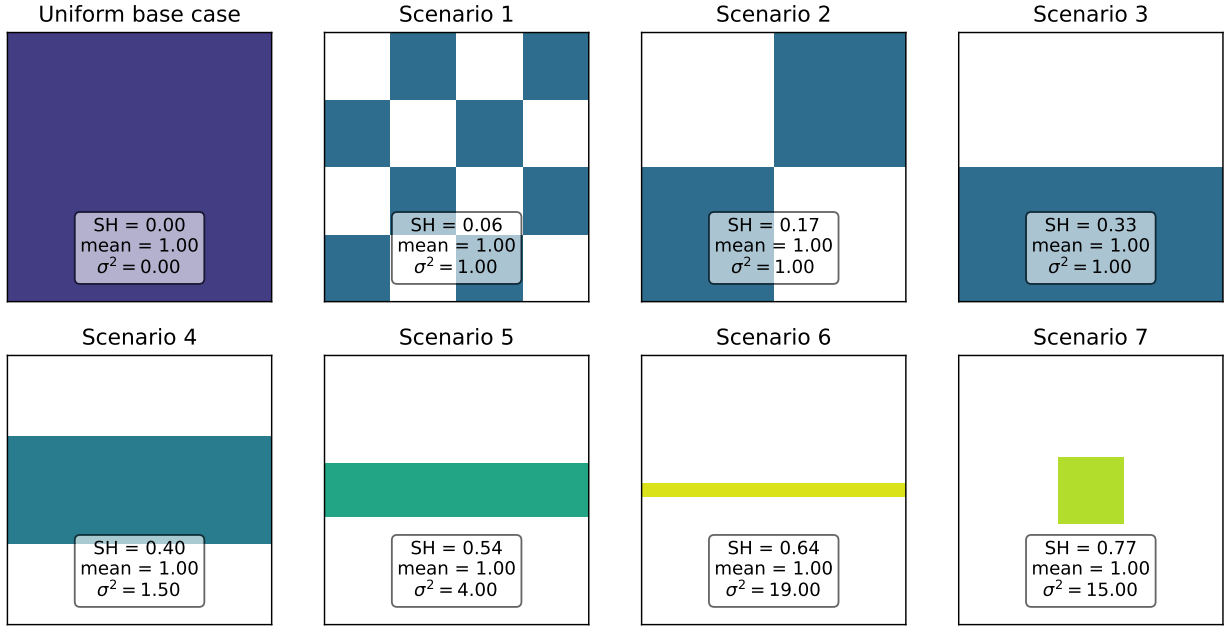 Uniform base case
SH = 0.00
mean = 1.00
σ² = 0.00
Scenario 1
SH = 0.06
mean = 1.00
σ² = 1.00
Scenario 2
SH = 0.17
mean = 1.00
σ² = 1.00
Scenario 3
SH = 0.33
mean = 1.00
σ² = 1.00
Scenario 4
SH = 0.40
mean = 1.00
σ² = 1.50
Scenario 5
SH = 0.54
mean = 1.00
σ² = 4.00
Scenario 6
SH = 0.64
mean = 1.00
σ² = 19.00
Scenario 7
SH = 0.77
mean = 1.00
σ² = 15.00